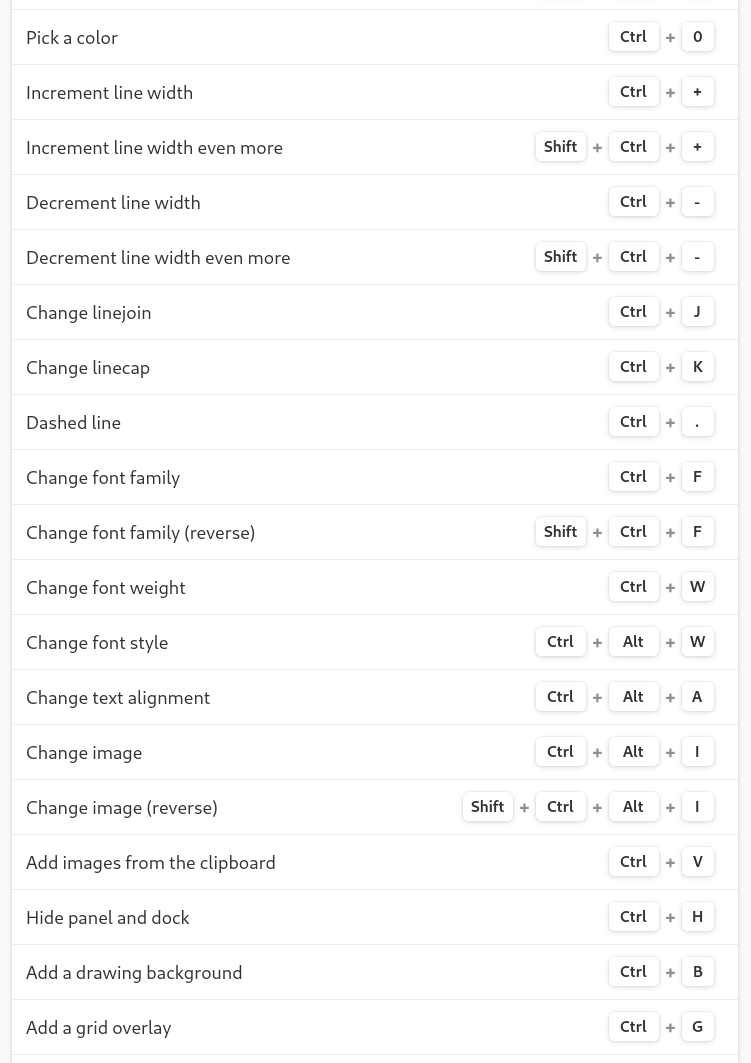 Pick a color Ctrl + 0
Increment line width Ctrl + +
Increment line width even more Shift + Ctrl + +
Decrement line width Ctrl + -
Decrement line width even more Shift + Ctrl + -
Change linejoin Ctrl + J
Change linecap Ctrl + K
Dashed line Ctrl + .
Change font family Ctrl + F
Change font family (reverse) Shift + Ctrl + F
Change font weight Ctrl + W
Change font style Ctrl + Alt + W
Change text alignment Ctrl + Alt + A
Change image Ctrl + Alt + I
Change image (reverse) Shift + Ctrl + Alt + I
Add images from the clipboard Ctrl + V
Hide panel and dock Ctrl + H
Add a drawing background Ctrl + B
Add a grid overlay Ctrl + G